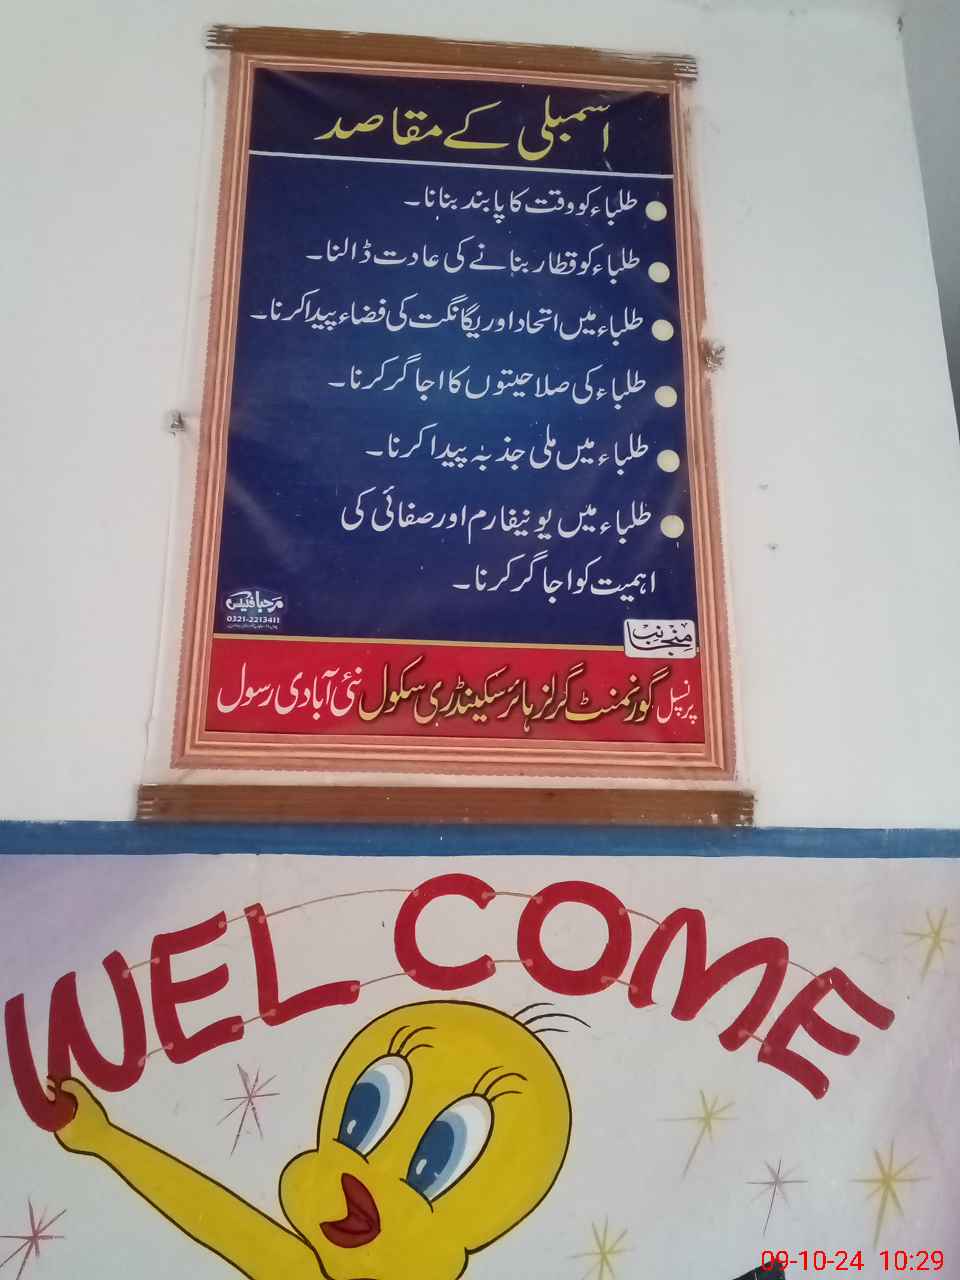 اسمبلی کے مقاصد
طلباء کو وقت کا پابند بنانا۔
طلباء کو قطار بنانے کی عادت ڈالنا۔
طلباء میں اتحاد اور یگانگت کی فضاء پیدا کرنا۔
طلباء کی صلاحیتوں کا اجاگر کرنا۔
طلباء میں ملی جذبہ پیدا کرنا۔
طلباء میں یونیفارم اور صفائی کی
اہمیت کو اجاگر کرنا۔
مرحبا فلیکس
0321-2213411
منجانب
پرنسپل گورنمنٹ گرلز ہائر سیکینڈری سکول نئی آبادی رسول
WELCOME
09-10-24 10:29